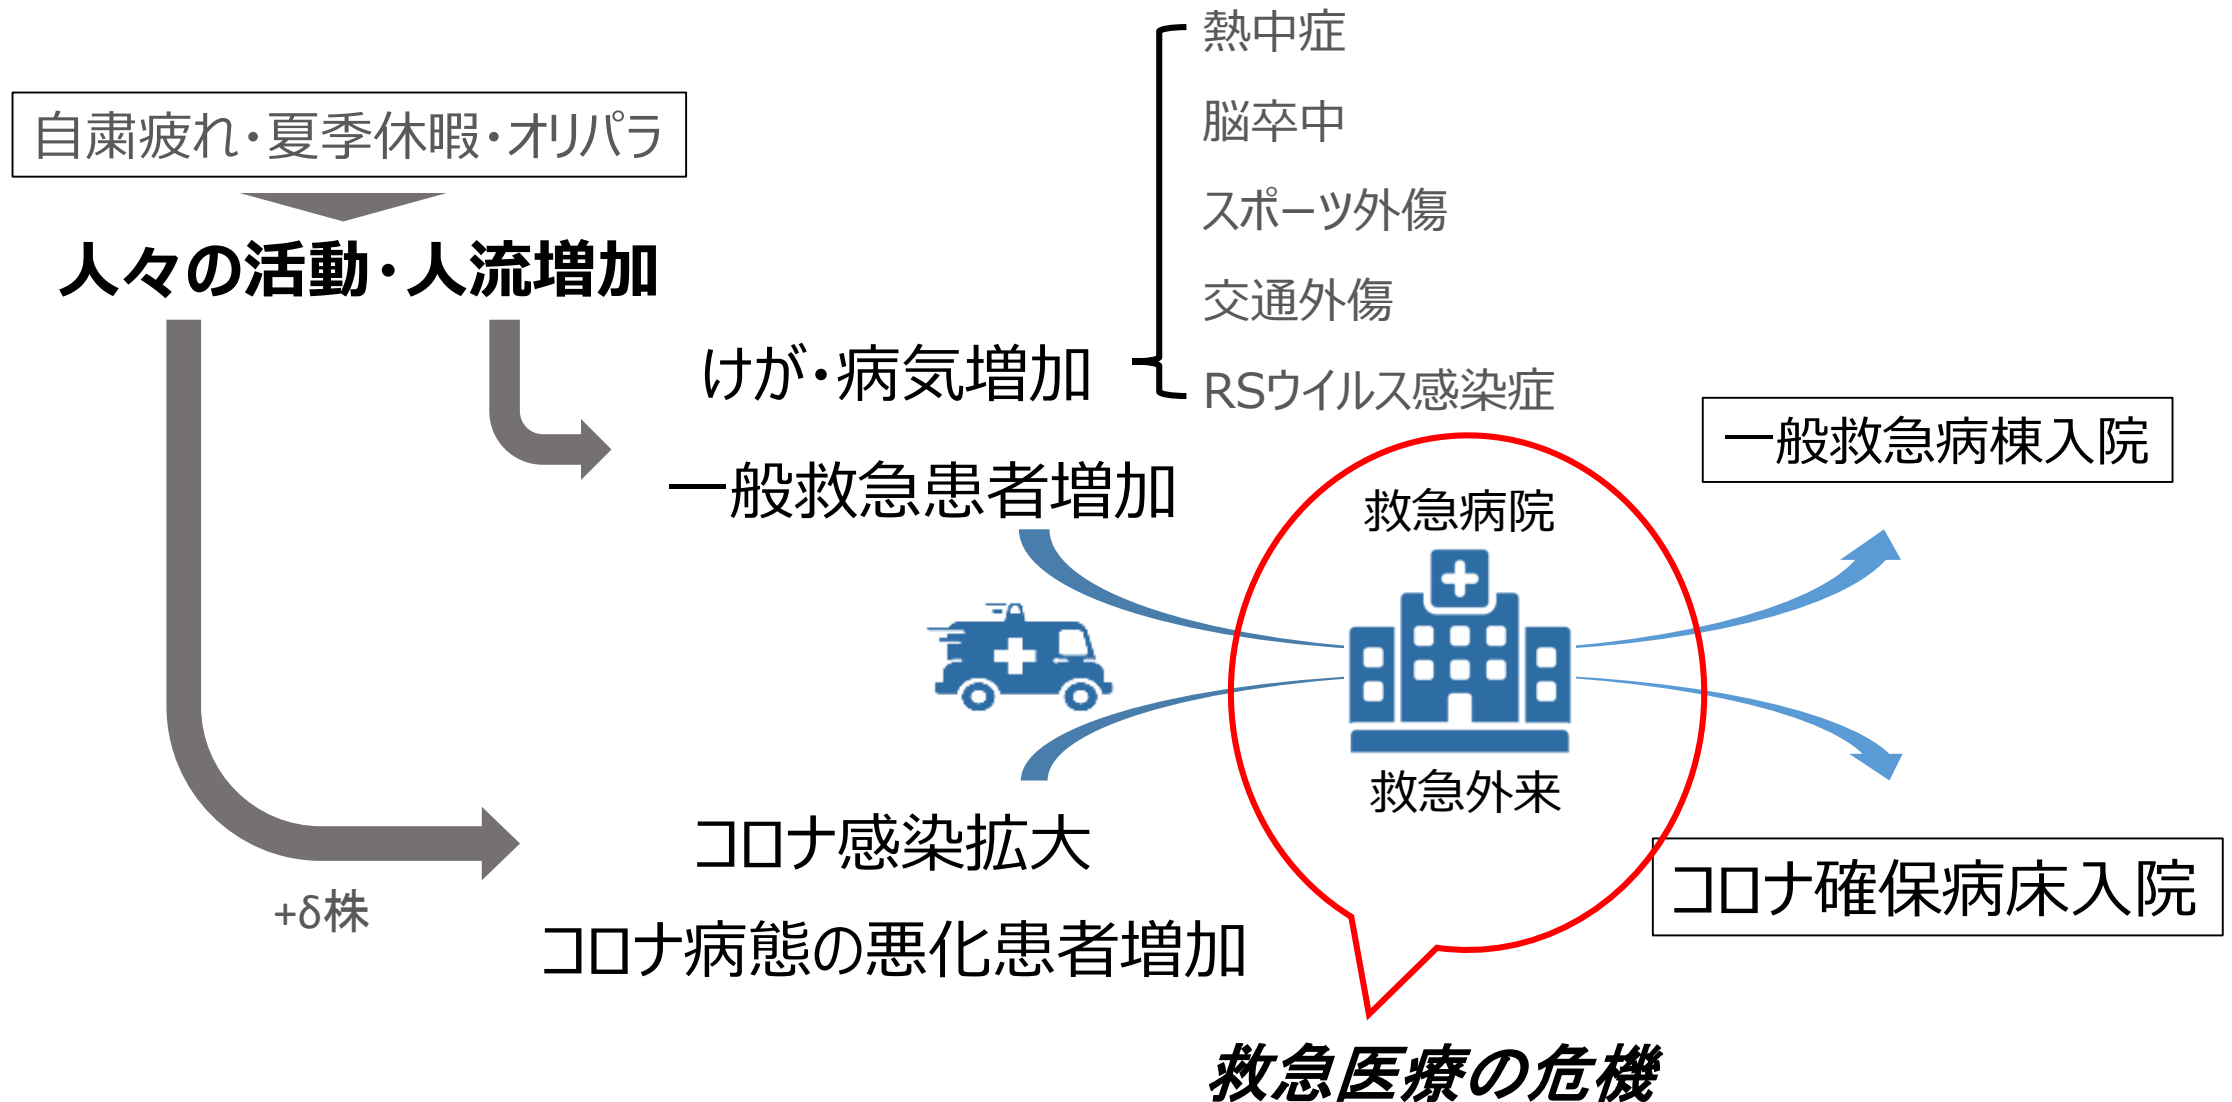 自粛疲れ・夏季休暇・オリパラ
人々の活動・人流増加
けが・病気増加
熱中症
脳卒中
スポーツ外傷
交通外傷
RSウイルス感染症
一般救急患者増加
救急病院
救急外来
一般救急病棟入院
コロナ確保病床入院
コロナ感染拡大
+δ株
コロナ病態の悪化患者増加
救急医療の危機